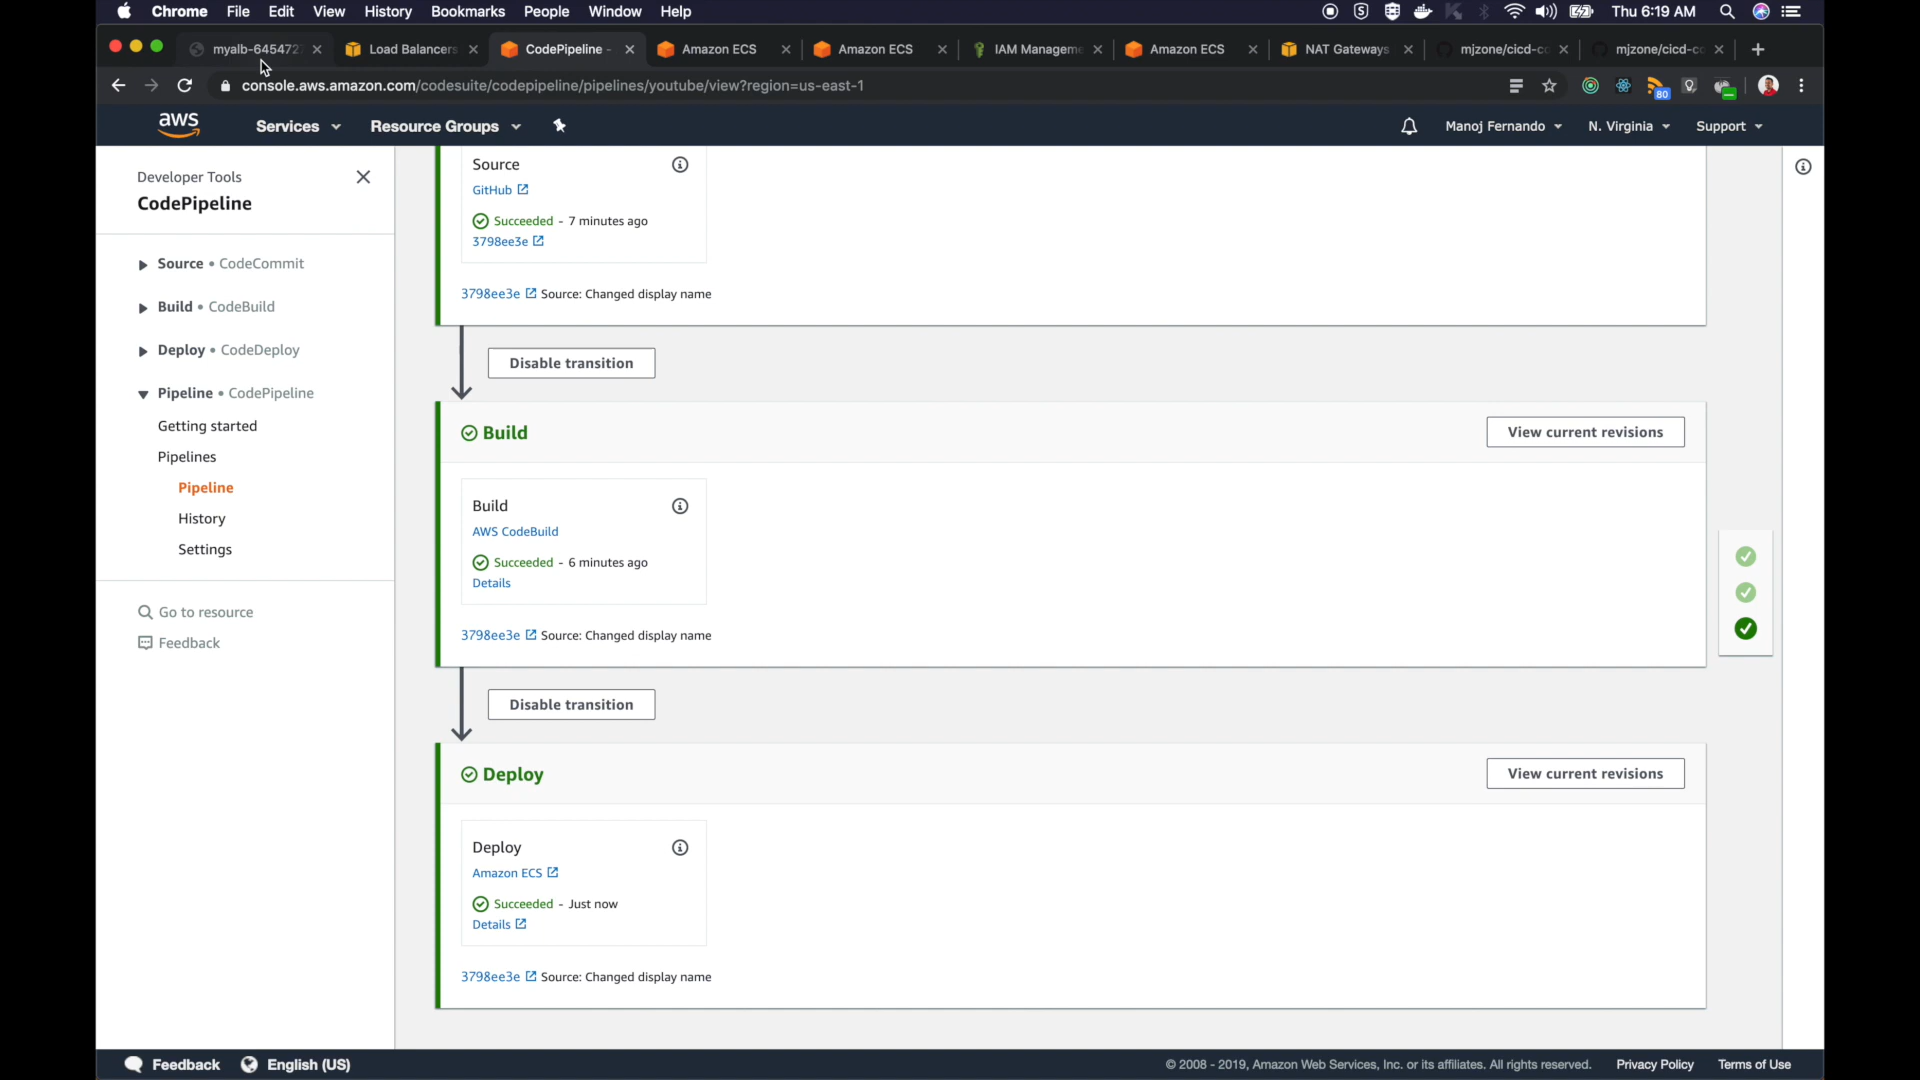 Chrome File Edit View History Bookmarks People Window Help Thu 6:19 AM
myalb-645472 Load Balancers CodePipeline - Amazon ECS Amazon ECS IAM Manageme Amazon ECS NAT Gateways mjzone/cicd-co mjzone/cicd-co
console.aws.amazon.com/codesuite/codepipeline/pipelines/youtube/view?region=us-east-1 80
aws Services Resource Groups Manoj Fernando N. Virginia Support
Developer Tools
CodePipeline
Source • CodeCommit
Build • CodeBuild
Deploy • CodeDeploy
Pipeline • CodePipeline
Getting started
Pipelines
Pipeline
History
Settings
Go to resource
Feedback
Source
GitHub
Succeeded - 7 minutes ago
3798ee3e
3798ee3e Source: Changed display name
Disable transition
Build View current revisions
Build
AWS CodeBuild
Succeeded - 6 minutes ago
Details
3798ee3e Source: Changed display name
Disable transition
Deploy View current revisions
Deploy
Amazon ECS
Succeeded - Just now
Details
3798ee3e Source: Changed display name
Feedback English (US) © 2008 - 2019, Amazon Web Services, Inc. or its affiliates. All rights reserved. Privacy Policy Terms of Use